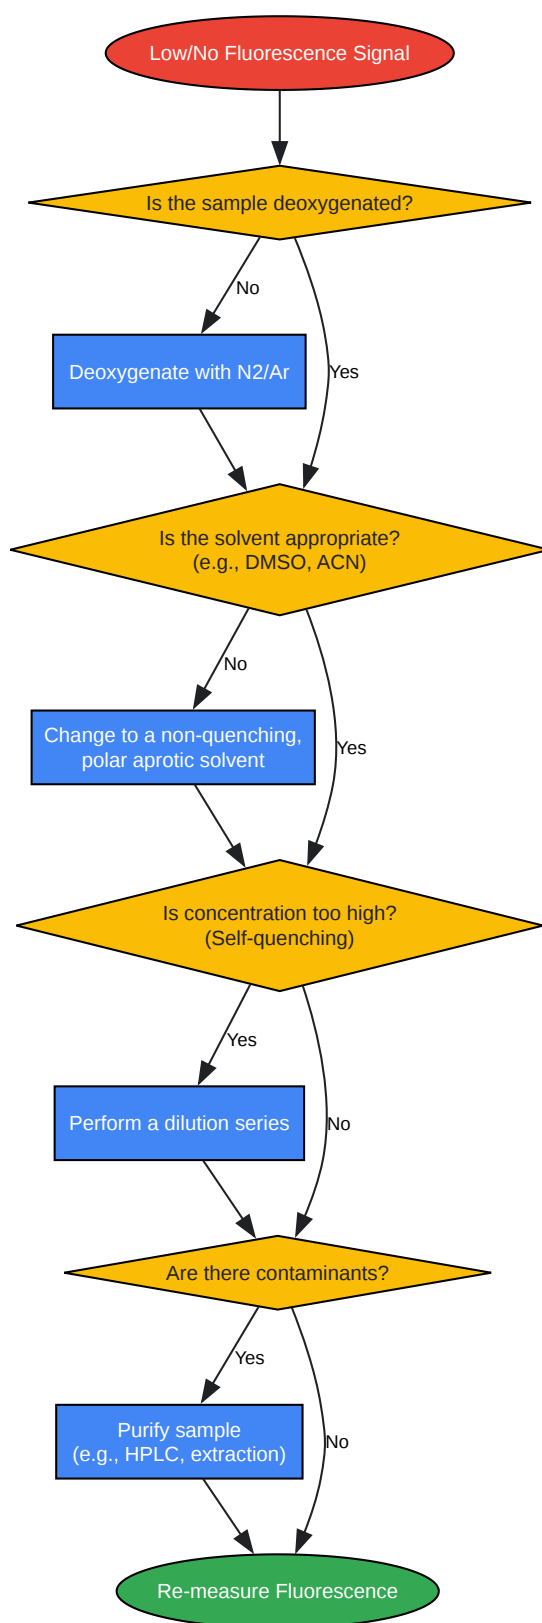 Low/No Fluorescence Signal
Is the sample deoxygenated?
No
Deoxygenate with N2/Ar
Yes
Is the solvent appropriate?
(e.g., DMSO, ACN)
No
Change to a non-quenching,
polar aprotic solvent
Yes
Is concentration too high?
(Self-quenching)
Yes
Perform a dilution series
No
Are there contaminants?
Yes
Purify sample
(e.g., HPLC, extraction)
No
Re-measure Fluorescence